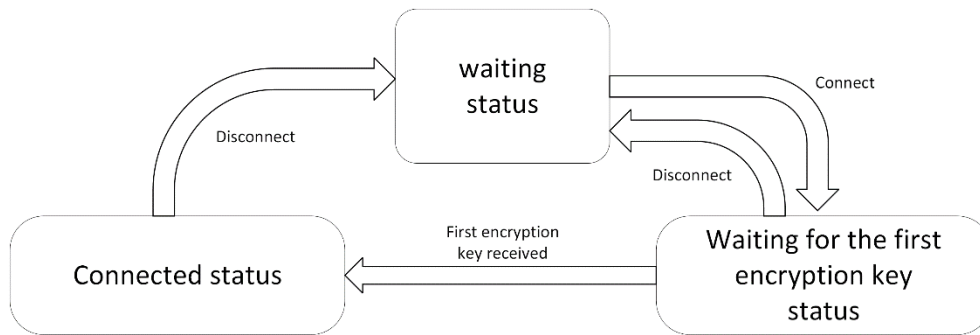 waiting
status
Connect
Disconnect
Disconnect
First encryption
key received
Connected status
Waiting for the first
encryption key
status